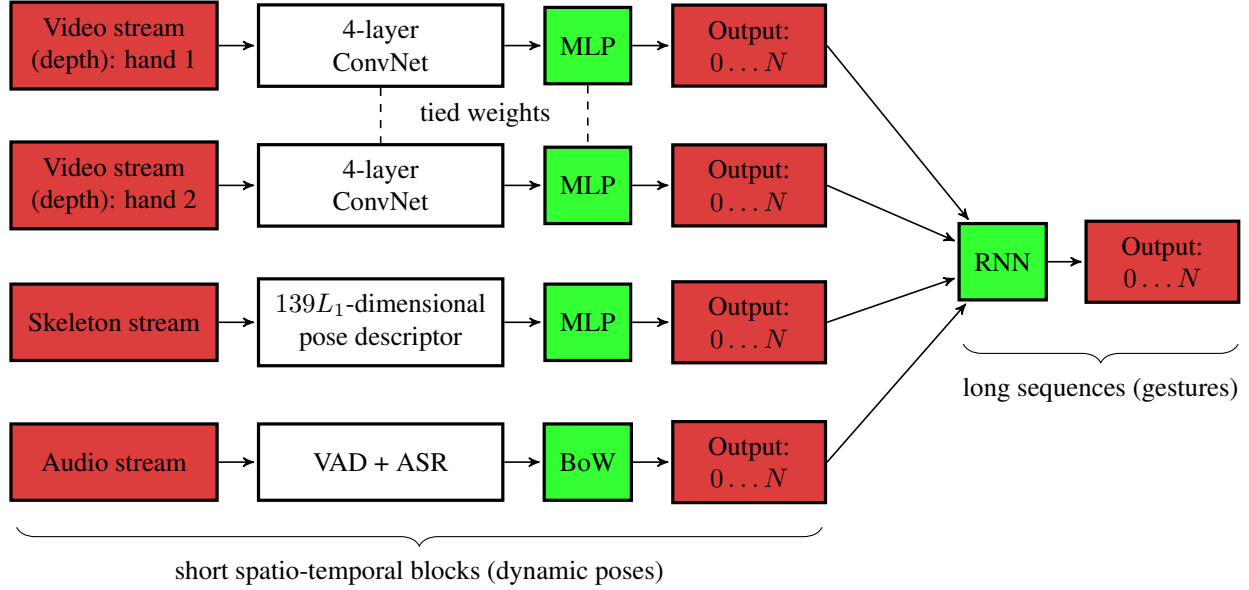 Video stream
(depth): hand 1
4-layer
ConvNet
MLP
Output:
0 . . . N
tied weights
Video stream
(depth): hand 2
4-layer
ConvNet
MLP
Output:
0 . . . N
RNN
Output:
0 . . . N
Skeleton stream
139L₁-dimensional
pose descriptor
MLP
Output:
0 . . . N
long sequences (gestures)
Audio stream
VAD + ASR
BoW
Output:
0 . . . N
short spatio-temporal blocks (dynamic poses)